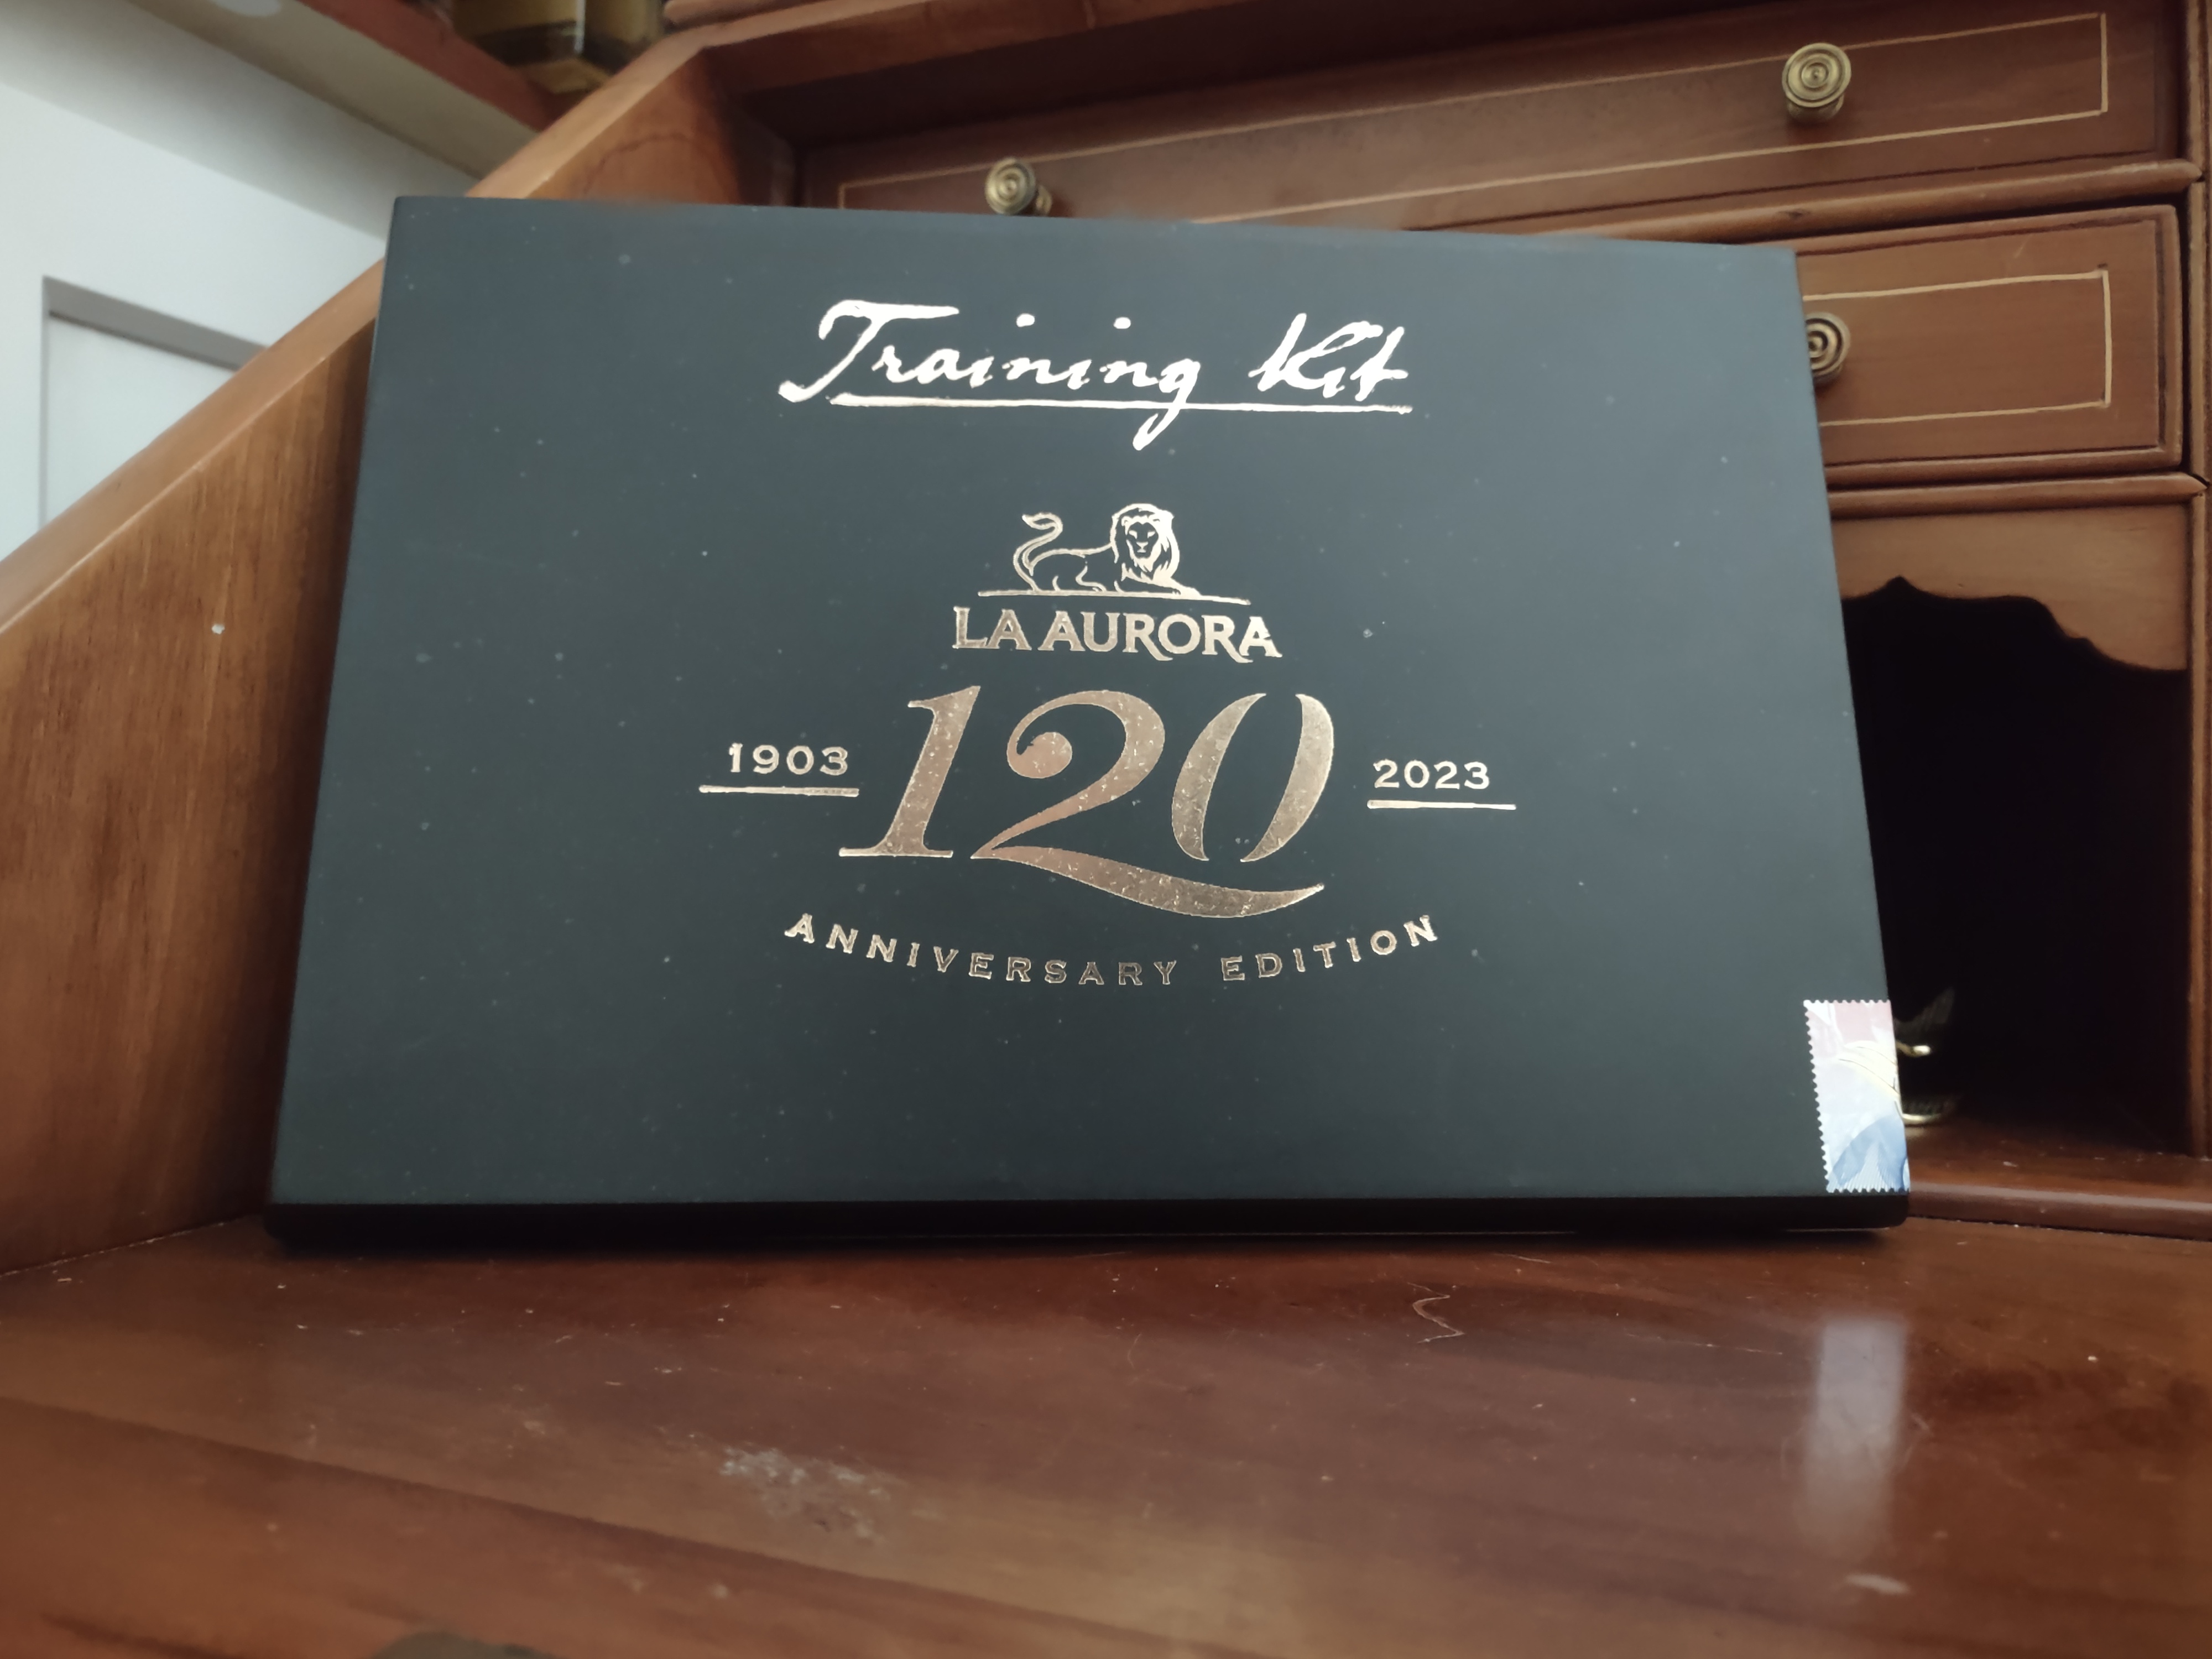 Training Kit
LA AURORA
1903 120 2023
ANNIVERSARY EDITION